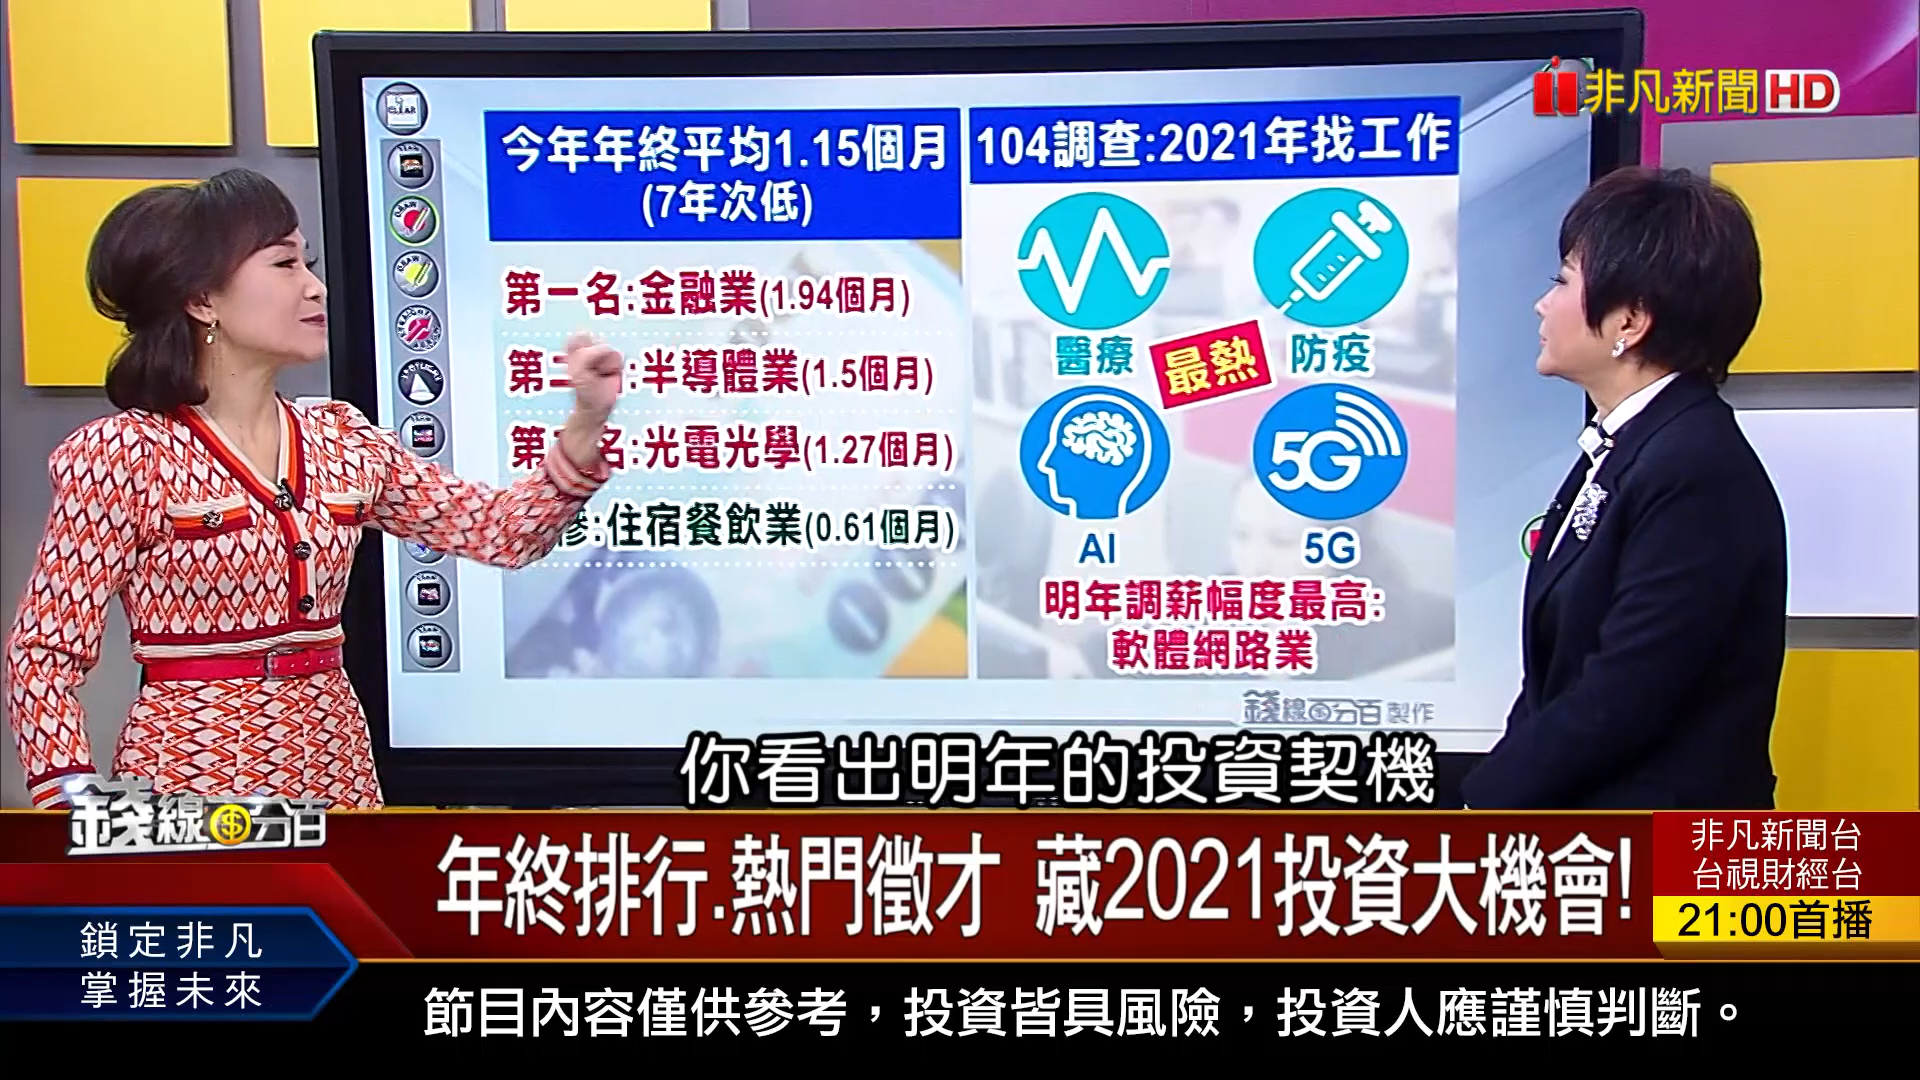 非凡新聞HD
CLEAR
DRAW
DRAW
SPOTLIGHT
今年年終平均1.15個月
(7年次低)
第一名:金融業(1.94個月)
第二:半導體業(1.5個月)
第 名:光電光學(1.27個月)
慘:住宿餐飲業(0.61個月)
104調查:2021年找工作
醫療
最熱
防疫
5G
AI
5G
明年調薪幅度最高:
軟體網路業
錢線百分百製作
你看出明年的投資契機
錢線百分百
年終排行.熱門徵才 藏2021投資大機會!
非凡新聞台
台視財經台
21:00首播
鎖定非凡
掌握未來
節目內容僅供參考，投資皆具風險，投資人應謹慎判斷。